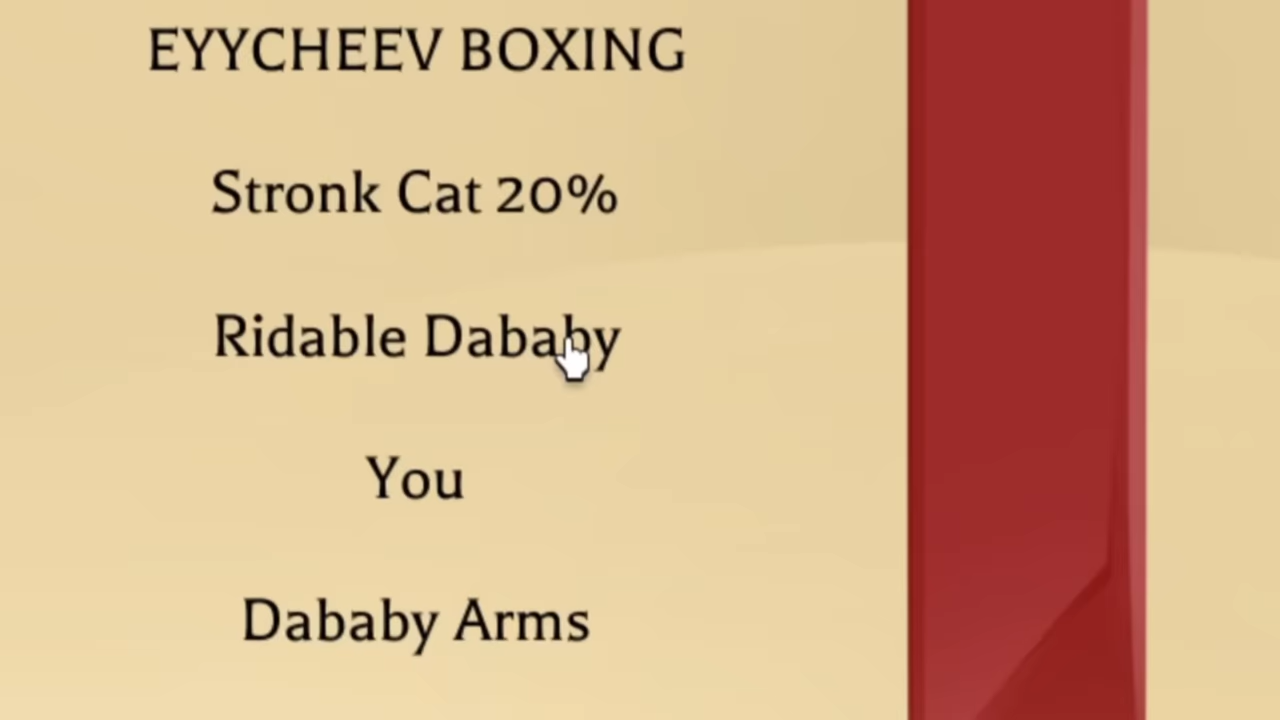 EYYCHEEV BOXING
Stronk Cat 20%
Ridable Dababy
You
Dababy Arms